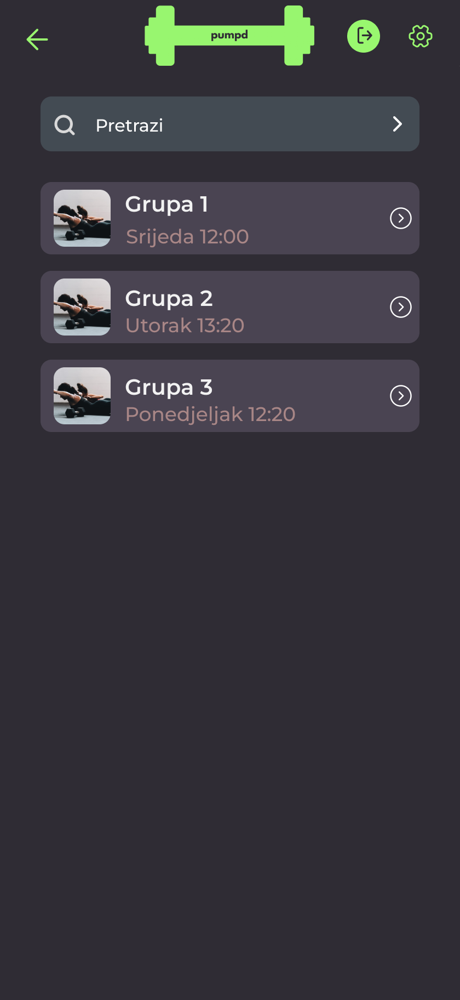 pumpd
Pretrazi
Grupa 1
Srijeda 12:00
Grupa 2
Utorak 13:20
Grupa 3
Ponedjeljak 12:20